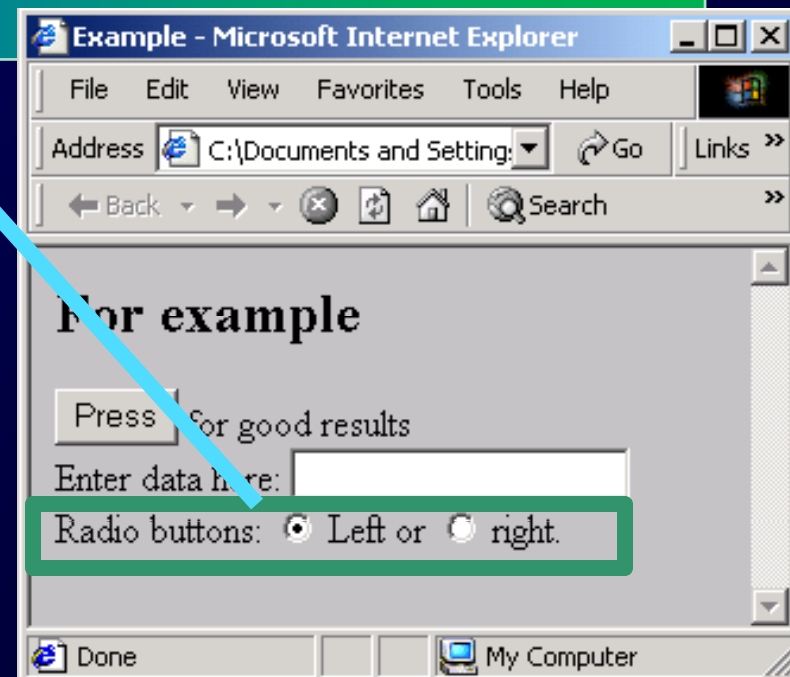 Example - Microsoft Internet Explorer
File Edit View Favorites Tools Help
Address C:\Documents and Setting Go Links »
Back Search »
For example
Press for good results
Enter data here:
Radio buttons: Left or right.
Done My Computer